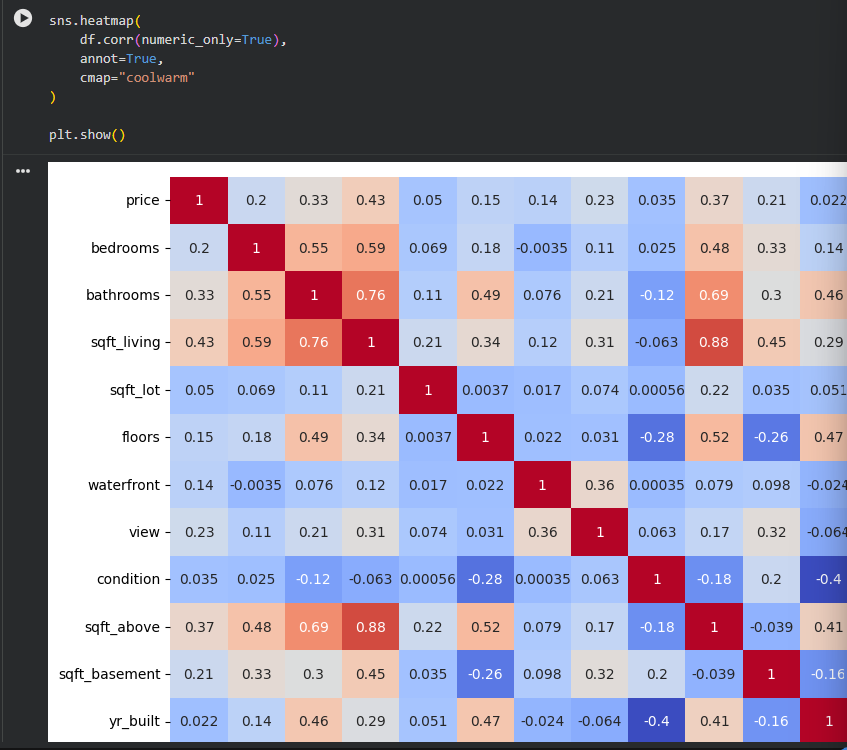 sns.heatmap(
    df.corr(numeric_only=True),
    annot=True,
    cmap="coolwarm"
)
plt.show()
price 1 0.2 0.33 0.43 0.05 0.15 0.14 0.23 0.035 0.37 0.21 0.022
bedrooms 0.2 1 0.55 0.59 0.069 0.18 -0.0035 0.11 0.025 0.48 0.33 0.14
bathrooms 0.33 0.55 1 0.76 0.11 0.49 0.076 0.21 -0.12 0.69 0.3 0.46
sqft_living 0.43 0.59 0.76 1 0.21 0.34 0.12 0.31 -0.063 0.88 0.45 0.29
sqft_lot 0.05 0.069 0.11 0.21 1 0.0037 0.017 0.074 0.00056 0.22 0.035 0.051
floors 0.15 0.18 0.49 0.34 0.0037 1 0.022 0.031 -0.28 0.52 -0.26 0.47
waterfront 0.14 -0.0035 0.076 0.12 0.017 0.022 1 0.36 0.00035 0.079 0.098 -0.024
view 0.23 0.11 0.21 0.31 0.074 0.031 0.36 1 0.063 0.17 0.32 -0.064
condition 0.035 0.025 -0.12 -0.063 0.00056 -0.28 0.00035 0.063 1 -0.18 0.2 -0.4
sqft_above 0.37 0.48 0.69 0.88 0.22 0.52 0.079 0.17 -0.18 1 -0.039 0.41
sqft_basement 0.21 0.33 0.3 0.45 0.035 -0.26 0.098 0.32 0.2 -0.039 1 -0.16
yr_built 0.022 0.14 0.46 0.29 0.051 0.47 -0.024 -0.064 -0.4 0.41 -0.16 1